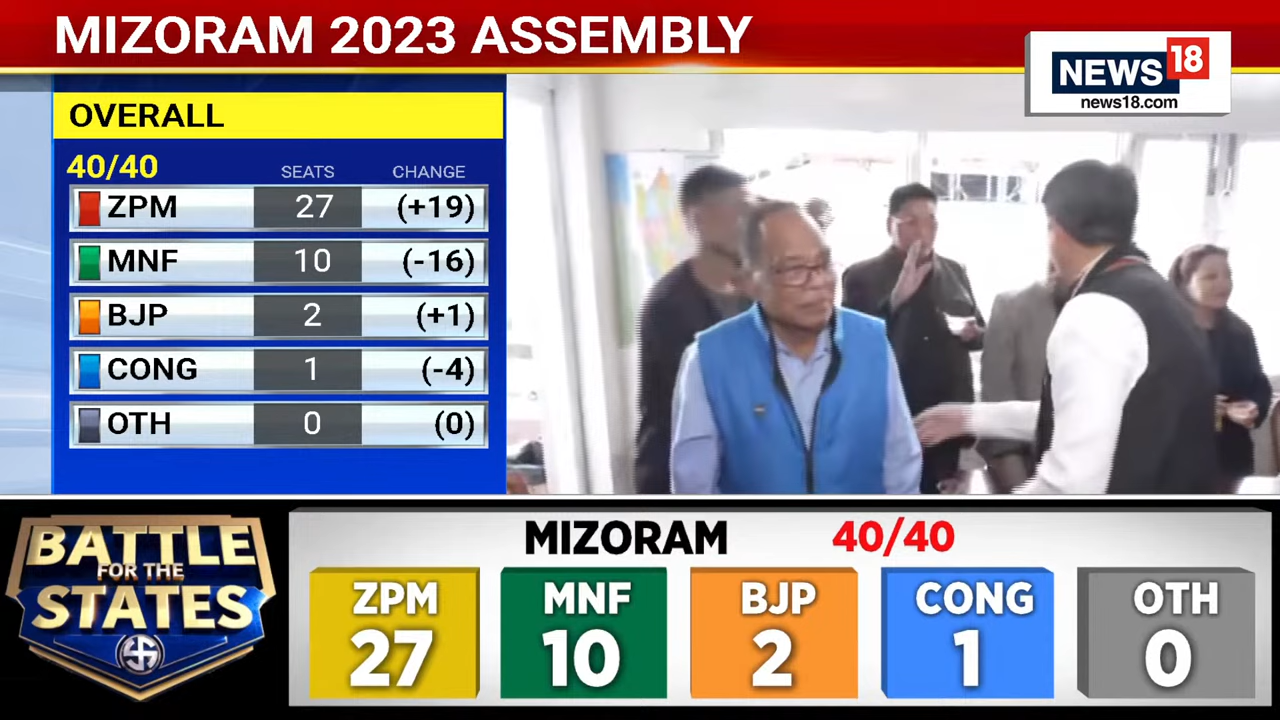 MIZORAM 2023 ASSEMBLY
NEWS 18
news18.com
OVERALL
40/40 SEATS CHANGE
ZPM 27 (+19)
MNF 10 (-16)
BJP 2 (+1)
CONG 1 (-4)
OTH 0 (0)
BATTLE
FOR THE
STATES
MIZORAM 40/40
ZPM MNF BJP CONG OTH
27 10 2 1 0